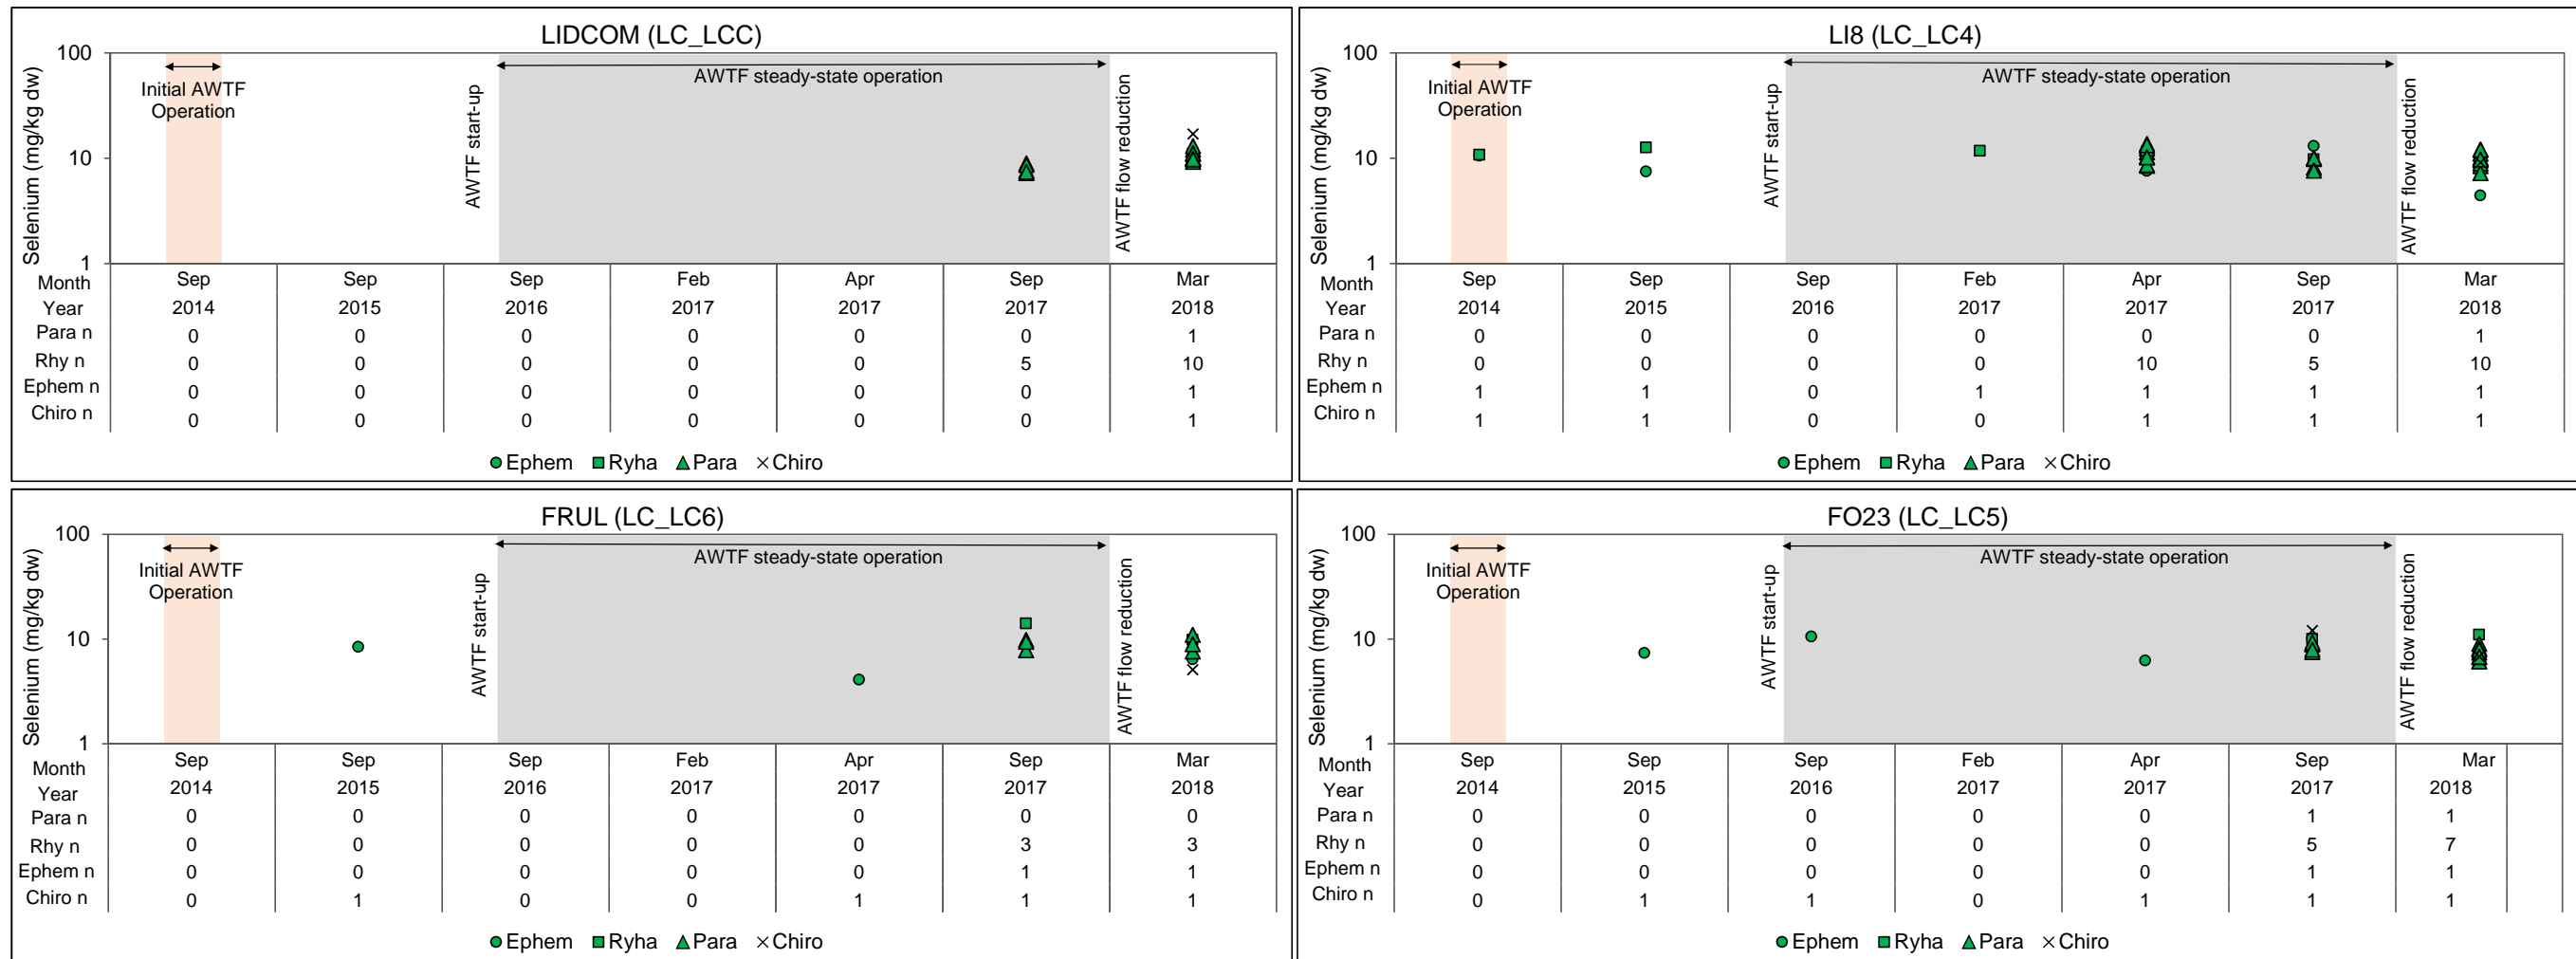 LIDCOM (LC_LCC)
100
10
1
Selenium (mg/kg dw)
Initial AWTF
Operation
AWTF start-up
AWTF steady-state operation
AWTF flow reduction
Month Sep Sep Sep Feb Apr Sep Mar
Year 2014 2015 2016 2017 2017 2017 2018
Para n 0 0 0 0 0 0 1
Rhy n 0 0 0 0 0 5 10
Ephem n 0 0 0 0 0 0 1
Chiro n 0 0 0 0 0 0 1
Ephem Ryha Para Chiro
LI8 (LC_LC4)
100
10
1
Selenium (mg/kg dw)
Initial AWTF
Operation
AWTF start-up
AWTF steady-state operation
AWTF flow reduction
Month Sep Sep Sep Feb Apr Sep Mar
Year 2014 2015 2016 2017 2017 2017 2018
Para n 0 0 0 0 0 0 1
Rhy n 0 0 0 0 10 5 10
Ephem n 1 1 0 1 1 1 1
Chiro n 1 1 0 0 1 1 1
Ephem Ryha Para Chiro
FRUL (LC_LC6)
100
10
1
Selenium (mg/kg dw)
Initial AWTF
Operation
AWTF start-up
AWTF steady-state operation
AWTF flow reduction
Month Sep Sep Sep Feb Apr Sep Mar
Year 2014 2015 2016 2017 2017 2017 2018
Para n 0 0 0 0 0 0 0
Rhy n 0 0 0 0 0 3 3
Ephem n 0 0 0 0 0 1 1
Chiro n 0 1 0 0 1 1 1
Ephem Ryha Para Chiro
FO23 (LC_LC5)
100
10
1
Selenium (mg/kg dw)
Initial AWTF
Operation
AWTF start-up
AWTF steady-state operation
AWTF flow reduction
Month Sep Sep Sep Feb Apr Sep Mar
Year 2014 2015 2016 2017 2017 2017 2018
Para n 0 0 0 0 0 1 1
Rhy n 0 0 0 0 0 5 7
Ephem n 0 0 0 0 0 1 1
Chiro n 0 1 1 0 1 1 1
Ephem Ryha Para Chiro